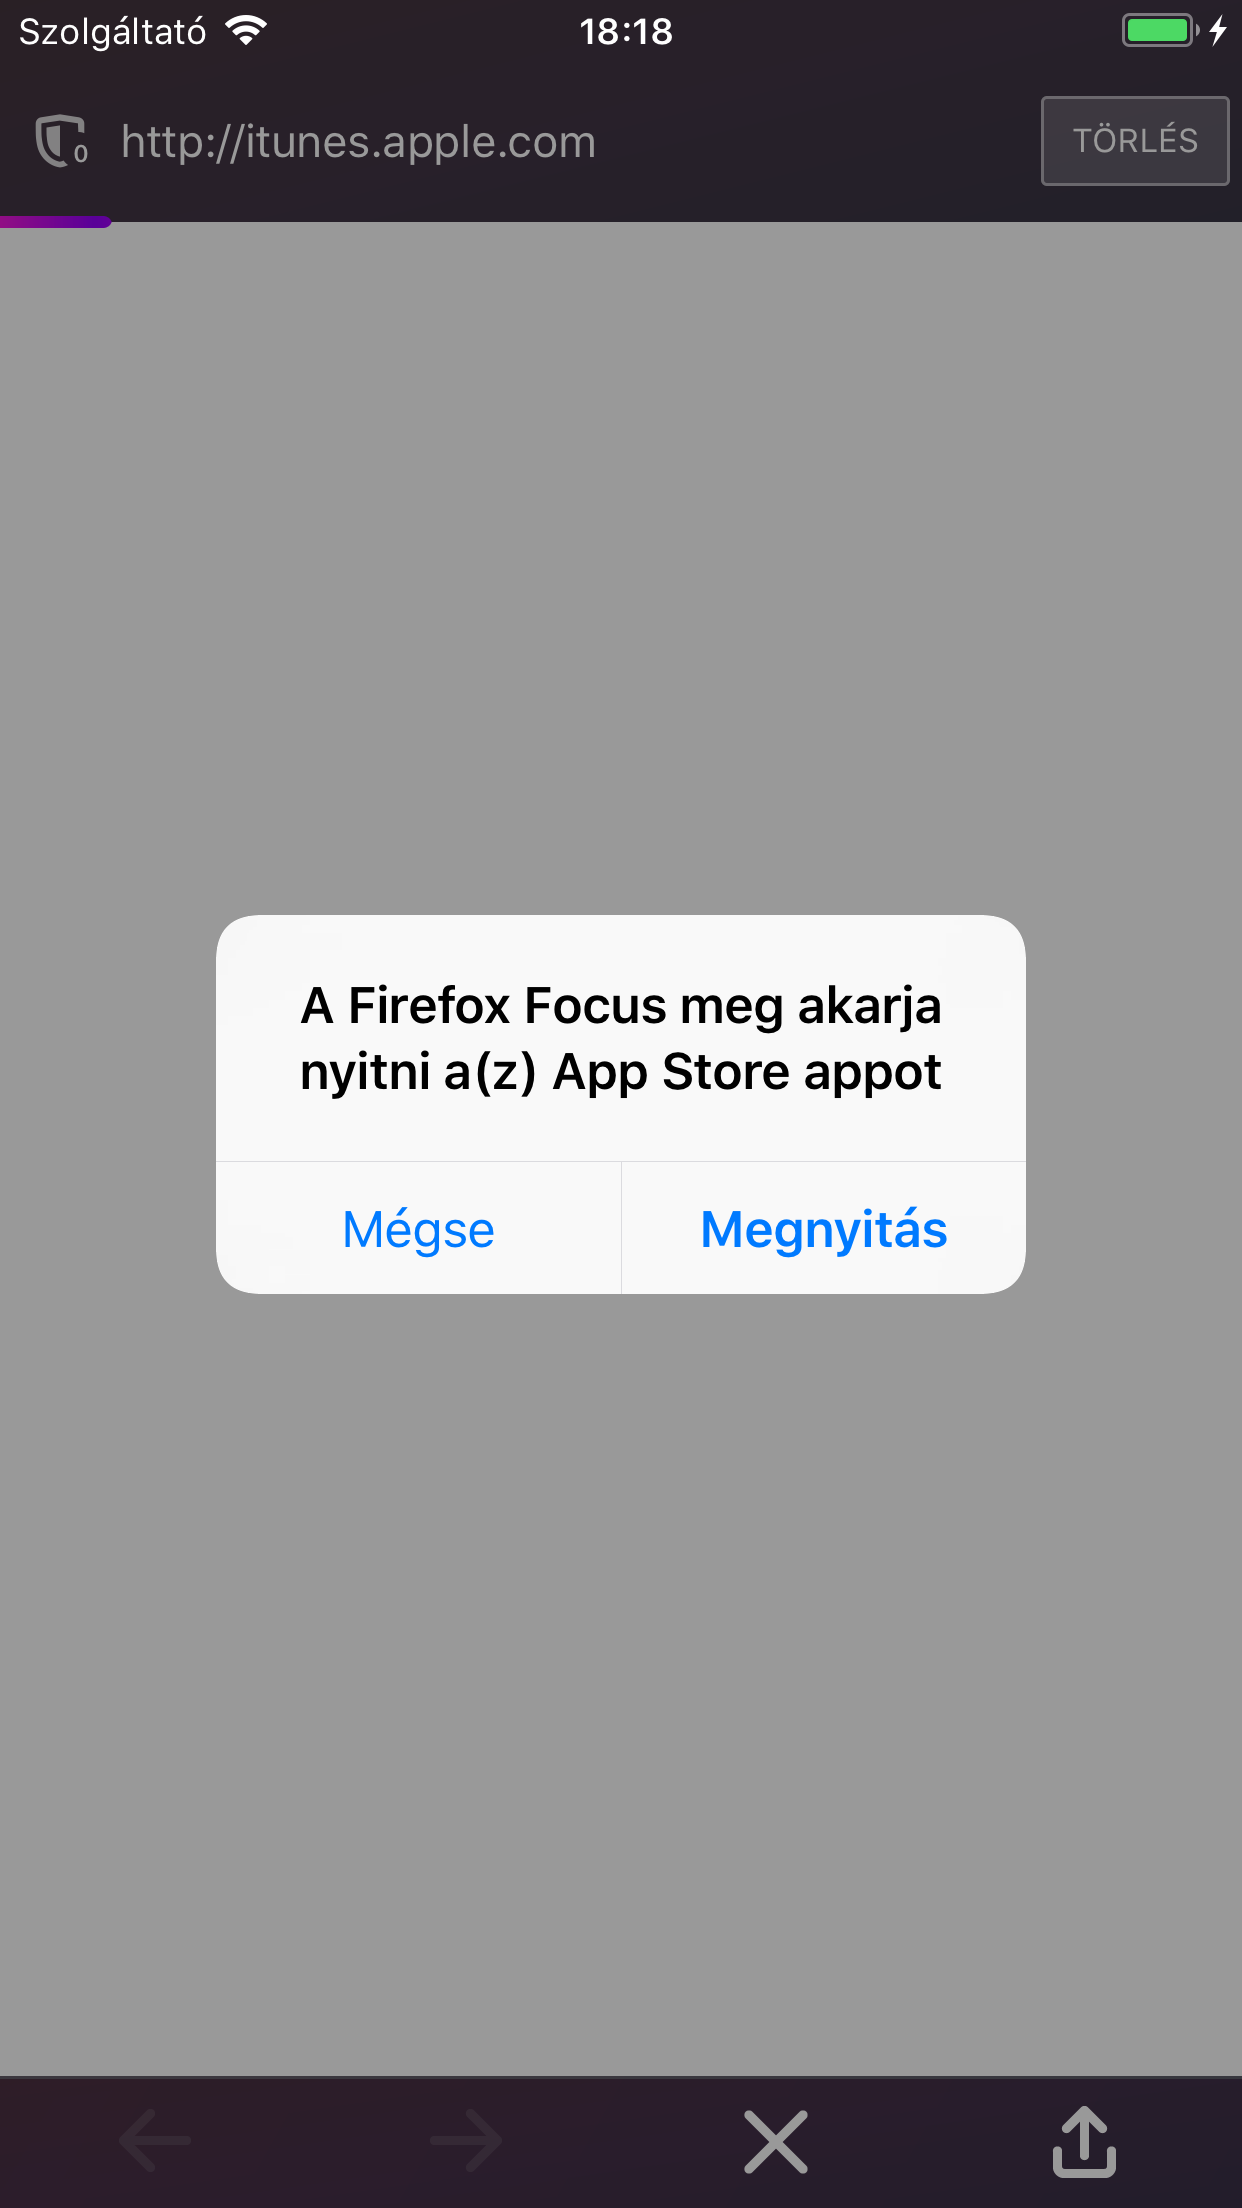 Szolgáltató 18:18
0 http://itunes.apple.com TÖRLÉS
A Firefox Focus meg akarja
nyitni a(z) App Store appot
Mégse Megnyitás